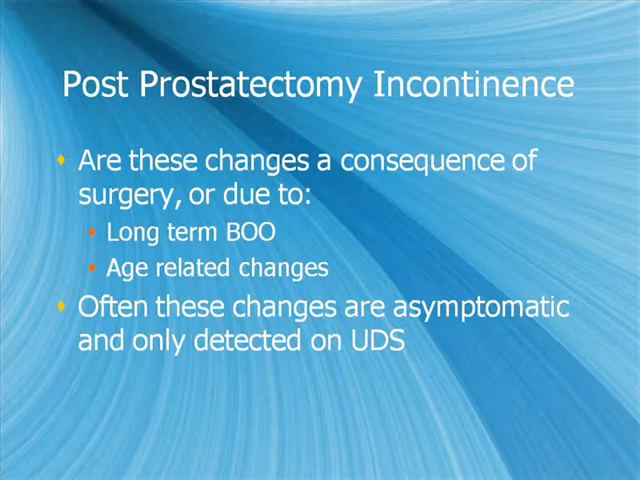 Post Prostatectomy Incontinence
Are these changes a consequence of
surgery, or due to:
Long term BOO
Age related changes
Often these changes are asymptomatic
and only detected on UDS